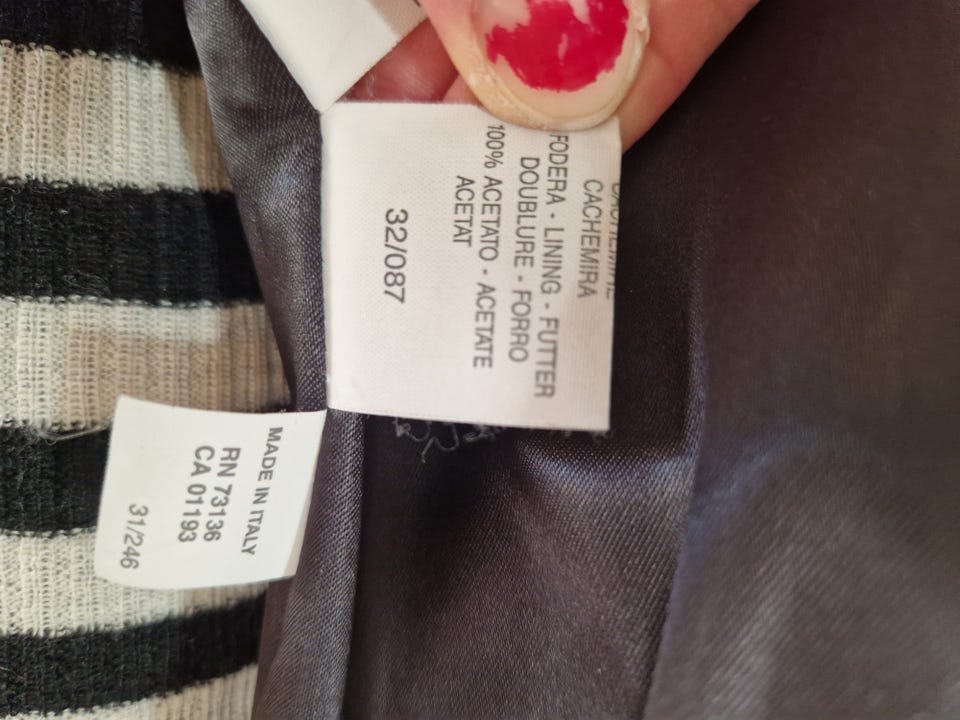 CACHEMIRE
CACHEMIRA
FODERA - LINING - FUTTER
DOUBLURE - FORRO
100% ACETATO - ACETATE
ACETAT
32/087
MADE IN ITALY
RN 73136
CA 01193
31/246